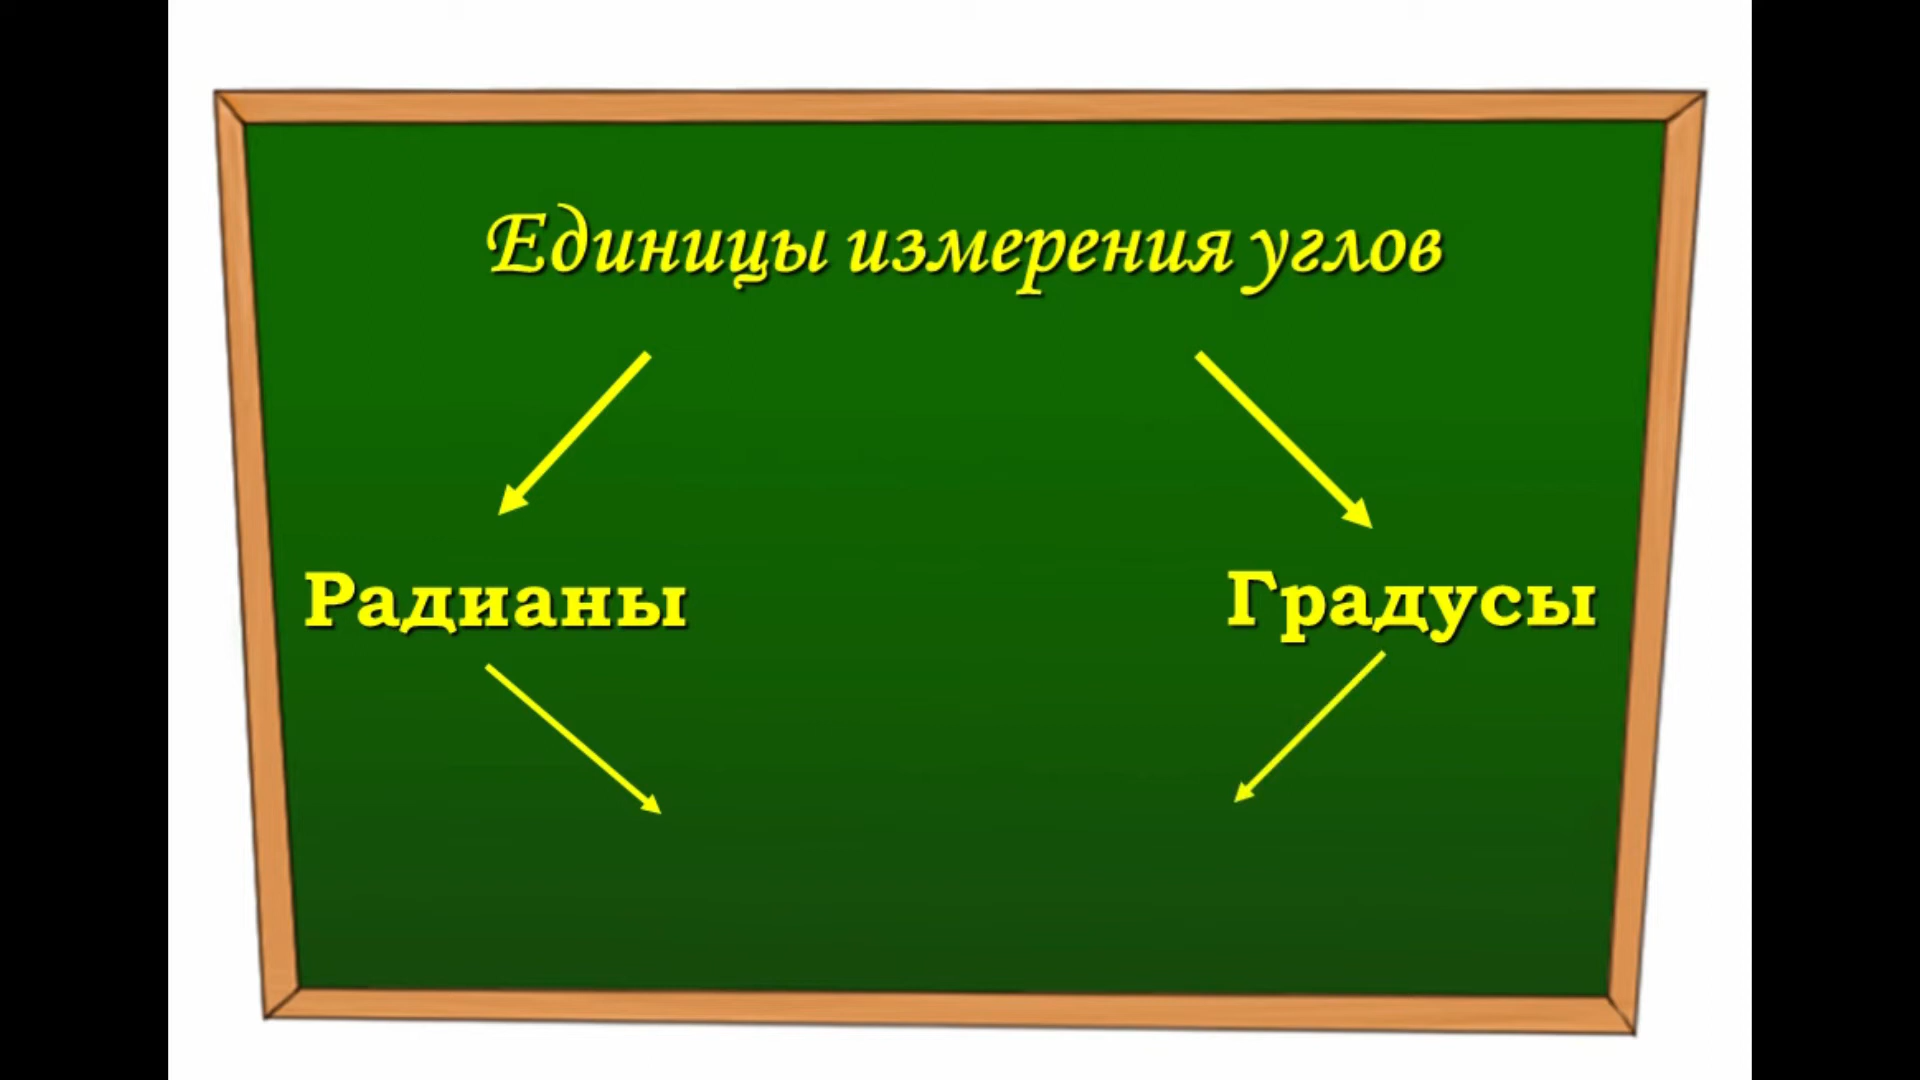 Единицы измерения углов
Радианы
Градусы